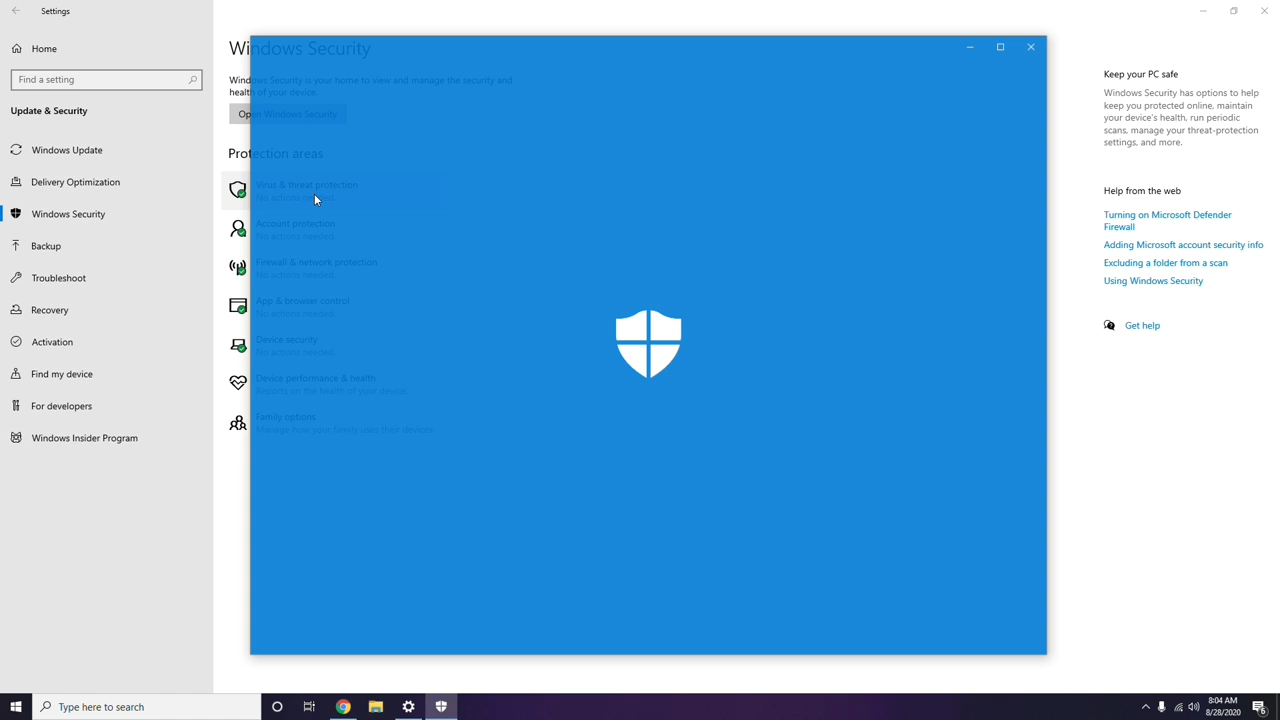 Settings
Home
Find a setting
Update & Security
Windows Update
Delivery Optimization
Windows Security
Backup
Troubleshoot
Recovery
Activation
Find my device
For developers
Windows Insider Program
Windows Security
Windows Security is your home to view and manage the security and
health of your device.
Open Windows Security
Protection areas
Virus & threat protection
No actions needed.
Account protection
No actions needed.
Firewall & network protection
No actions needed.
App & browser control
No actions needed.
Device security
No actions needed.
Device performance & health
Reports on the health of your device.
Family options
Manage how your family uses their devices.
Keep your PC safe
Windows Security has options to help
keep you protected online, maintain
your device's health, run periodic
scans, manage your threat-protection
settings, and more.
Help from the web
Turning on Microsoft Defender
Firewall
Adding Microsoft account security info
Excluding a folder from a scan
Using Windows Security
Get help
Type here to search
8:04 AM
8/28/2020
6